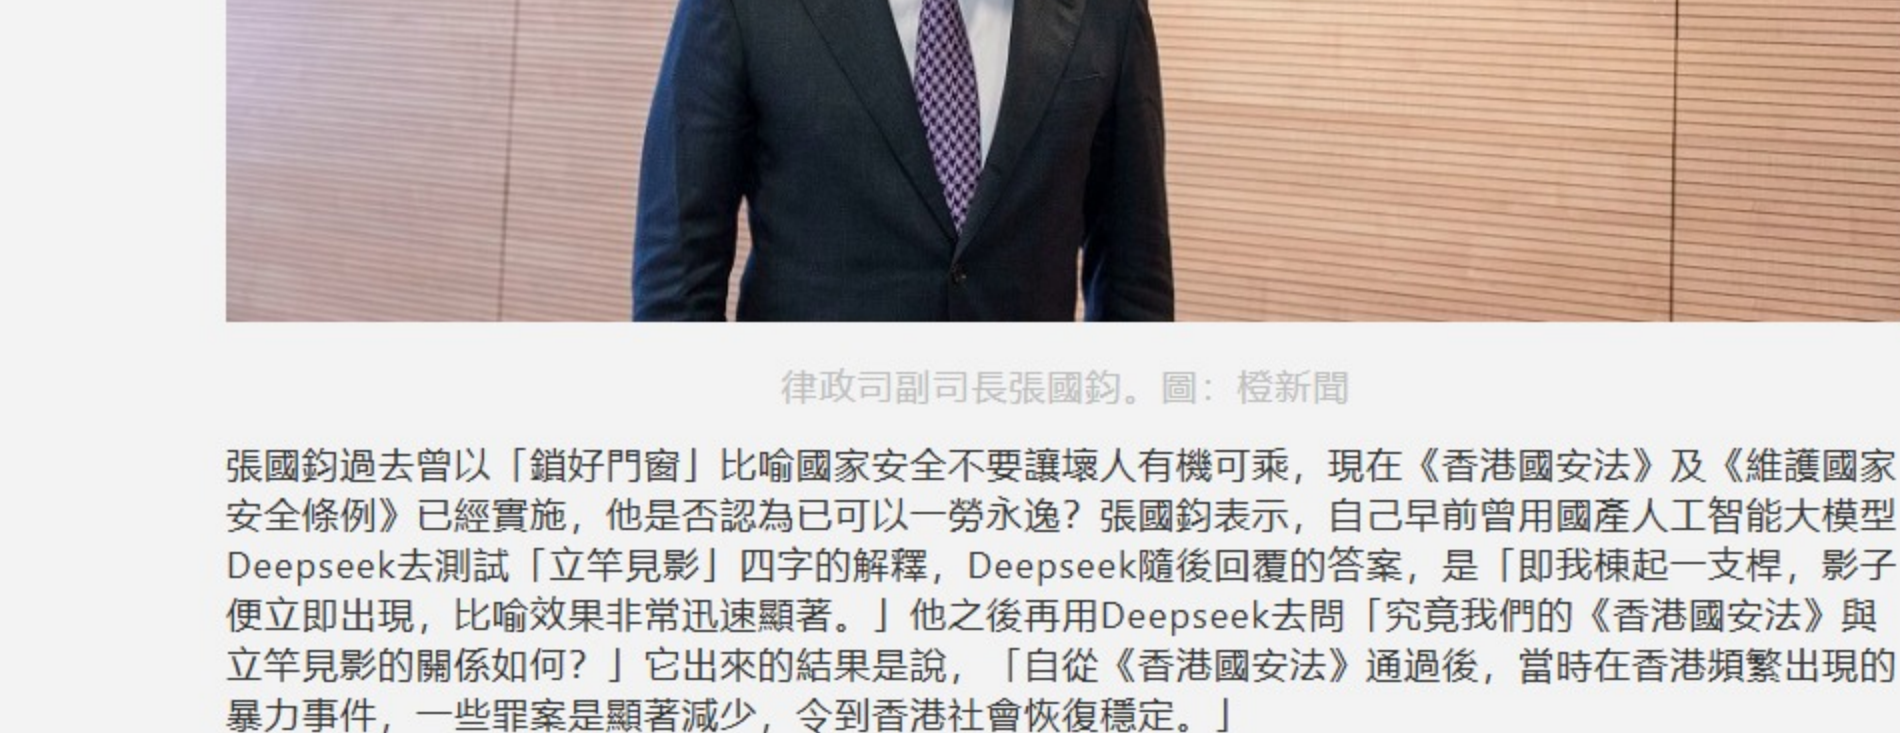 律政司副司長張國鈞。圖：橙新聞
張國鈞過去曾以「鎖好門窗」比喻國家安全不要讓壞人有機可乘，現在《香港國安法》及《維護國家
安全條例》已經實施，他是否認為已可以一勞永逸？張國鈞表示，自己早前曾用國產人工智能大模型
Deepseek去測試「立竿見影」四字的解釋，Deepseek隨後回覆的答案，是「即我棟起一支桿，影子
便立即出現，比喻效果非常迅速顯著。」他之後再用Deepseek去問「究竟我們的《香港國安法》與
立竿見影的關係如何？」它出來的結果是說，「自從《香港國安法》通過後，當時在香港頻繁出現的
暴力事件，一些罪案是顯著減少，令到香港社會恢復穩定。」